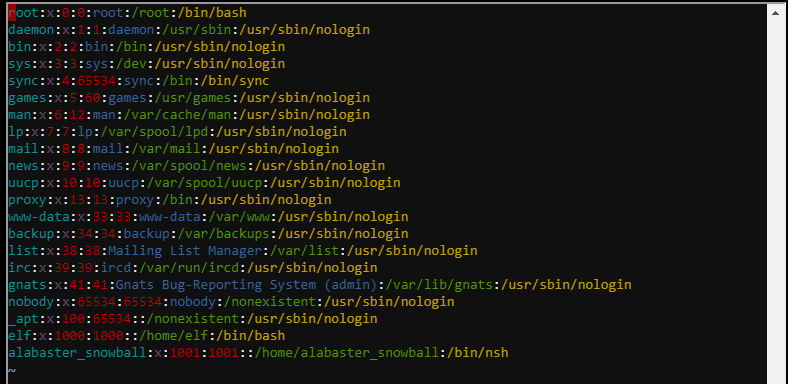 root:x:0:0:root:/root:/bin/bash
daemon:x:1:1:daemon:/usr/sbin:/usr/sbin/nologin
bin:x:2:2:bin:/bin:/usr/sbin/nologin
sys:x:3:3:sys:/dev:/usr/sbin/nologin
sync:x:4:65534:sync:/bin:/bin/sync
games:x:5:60:games:/usr/games:/usr/sbin/nologin
man:x:6:12:man:/var/cache/man:/usr/sbin/nologin
lp:x:7:7:lp:/var/spool/lpd:/usr/sbin/nologin
mail:x:8:8:mail:/var/mail:/usr/sbin/nologin
news:x:9:9:news:/var/spool/news:/usr/sbin/nologin
uucp:x:10:10:uucp:/var/spool/uucp:/usr/sbin/nologin
proxy:x:13:13:proxy:/bin:/usr/sbin/nologin
www-data:x:33:33:www-data:/var/www:/usr/sbin/nologin
backup:x:34:34:backup:/var/backups:/usr/sbin/nologin
list:x:38:38:Mailing List Manager:/var/list:/usr/sbin/nologin
irc:x:39:39:ircd:/var/run/ircd:/usr/sbin/nologin
gnats:x:41:41:Gnats Bug-Reporting System (admin):/var/lib/gnats:/usr/sbin/nologin
nobody:x:65534:65534:nobody:/nonexistent:/usr/sbin/nologin
_apt:x:100:65534::/nonexistent:/usr/sbin/nologin
elf:x:1000:1000::/home/elf:/bin/bash
alabaster_snowball:x:1001:1001::/home/alabaster_snowball:/bin/nsh
~